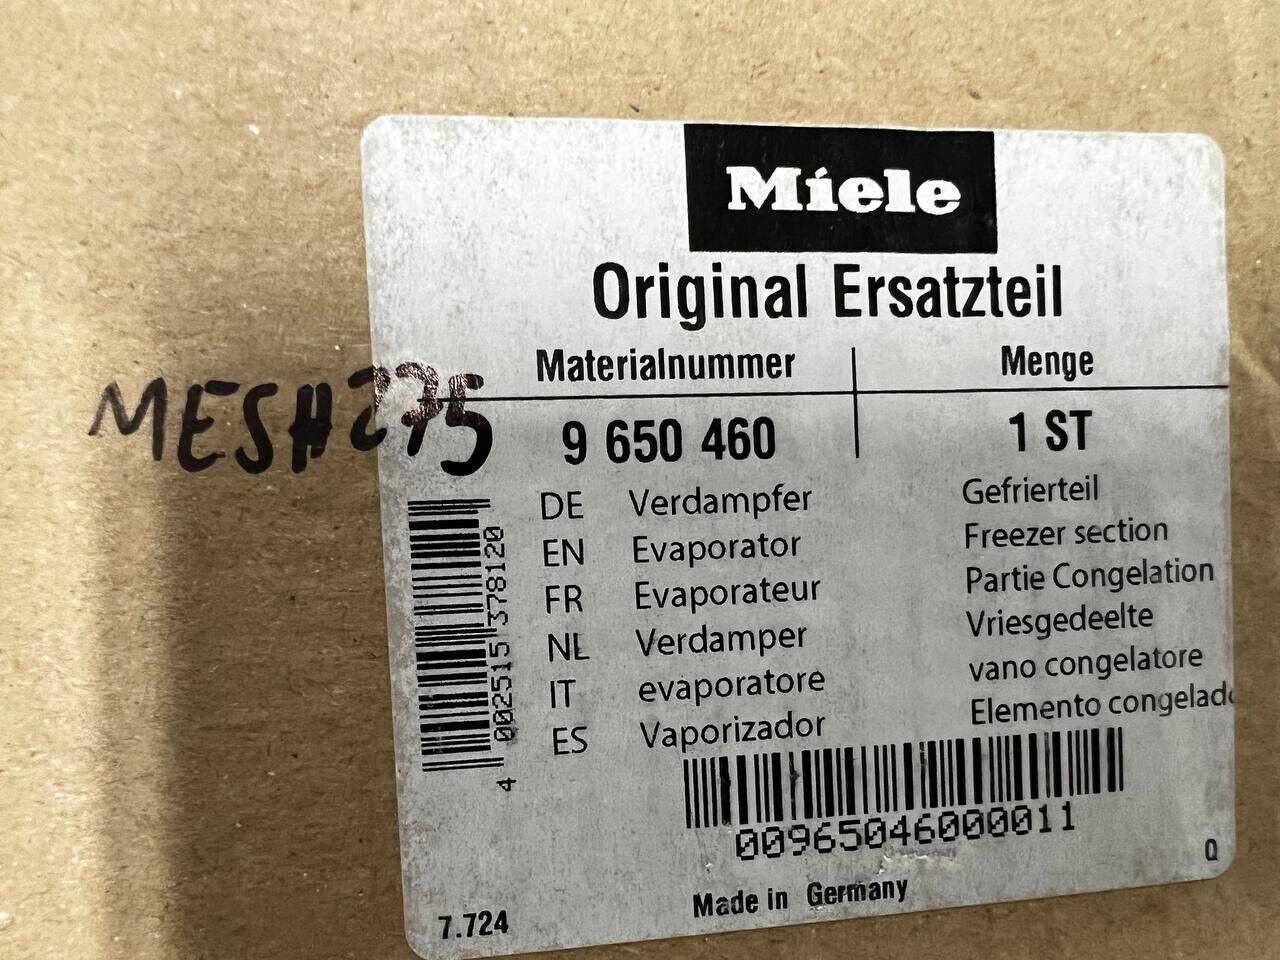 Miele
Original Ersatzteil
Materialnummer Menge
MESH275
9 650 460 1 ST
DE Verdampfer Gefrierteil
EN Evaporator Freezer section
FR Evaporateur Partie Congelation
NL Verdamper Vriesgedeelte
IT evaporatore vano congelatore
ES Vaporizador Elemento congelado
4 002515 378120
00965046000011
Q
Made in Germany
7.724